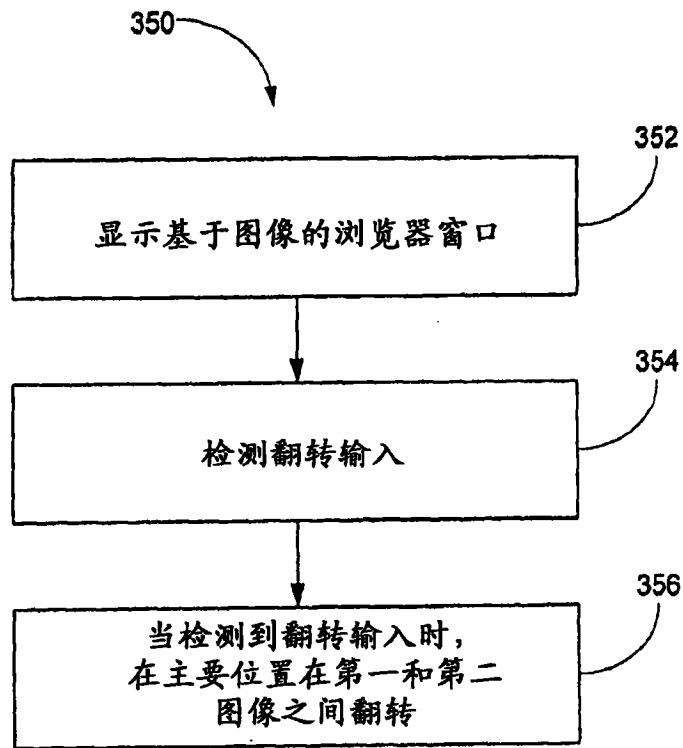 350
352
显示基于图像的浏览器窗口
354
检测翻转输入
356
当检测到翻转输入时,
在主要位置在第一和第二
图像之间翻转